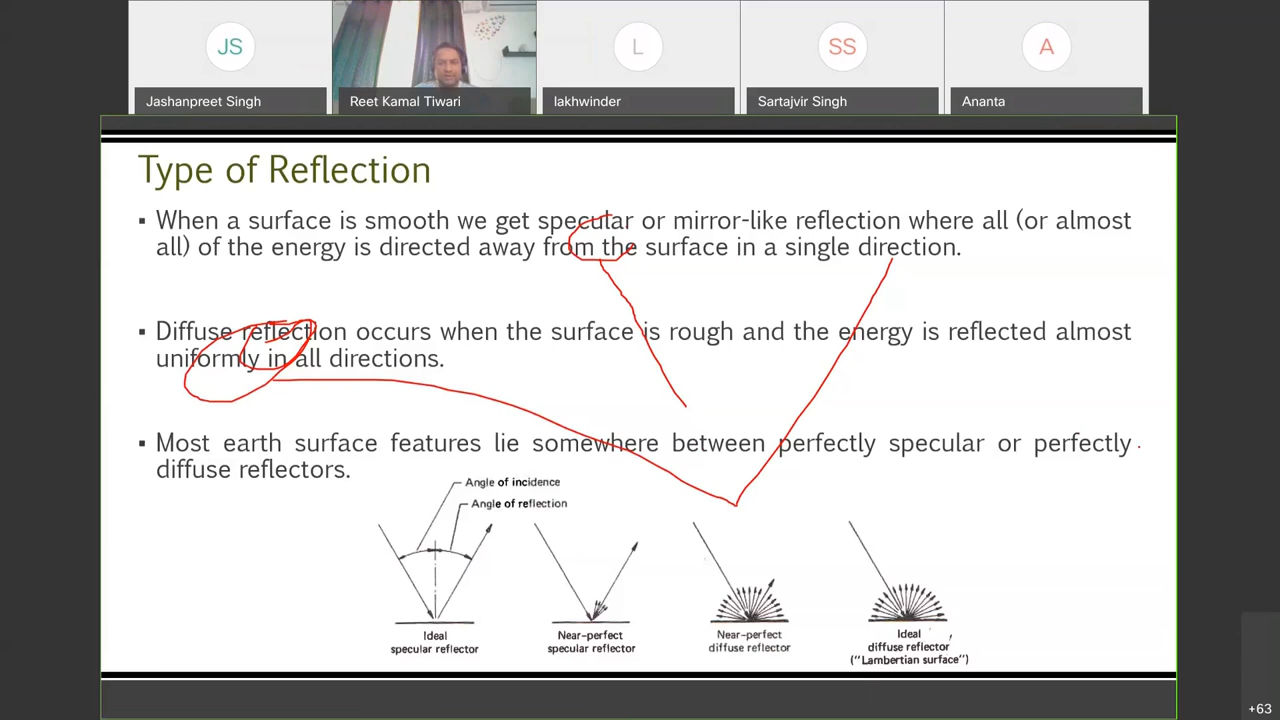 JS
L
SS
A
Jashanpreet Singh
Reet Kamal Tiwari
lakhwinder
Sartajvir Singh
Ananta
Type of Reflection
▪ When a surface is smooth we get specular or mirror-like reflection where all (or almost
all) of the energy is directed away from the surface in a single direction.
▪ Diffuse reflection occurs when the surface is rough and the energy is reflected almost
uniformly in all directions.
▪ Most earth surface features lie somewhere between perfectly specular or perfectly
diffuse reflectors.
Angle of incidence
Angle of reflection
Ideal
specular reflector
Near-perfect
specular reflector
Near-perfect
diffuse reflector
Ideal
diffuse reflector
("Lambertian surface")
+63